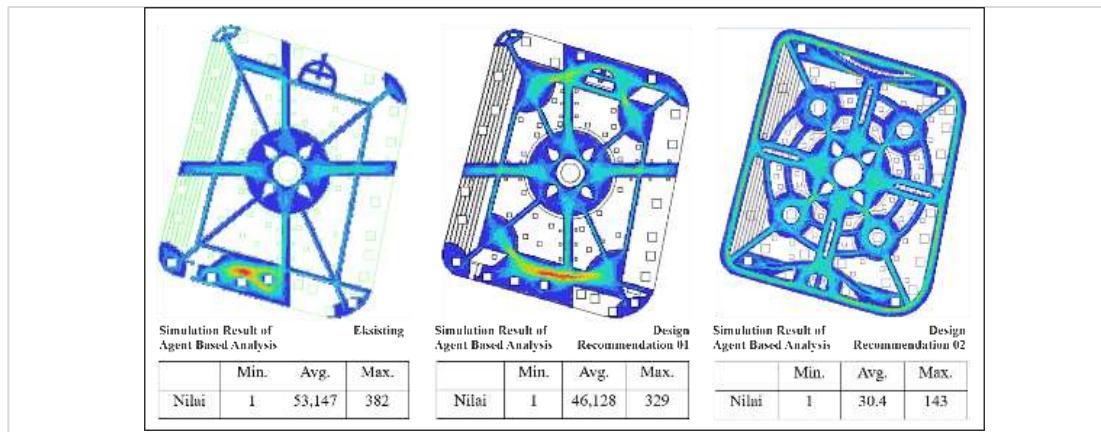 Simulation Result of Eksisting
Agent Based Analysis
Min. Avg. Max.
Nilai 1 53,147 382
Simulation Result of Design
Agent Based Analysis Recommendation 01
Min. Avg. Max.
Nilai 1 46,128 329
Simulation Result of Design
Agent Based Analysis Recommendation 02
Min. Avg. Max.
Nilai 1 30.4 143